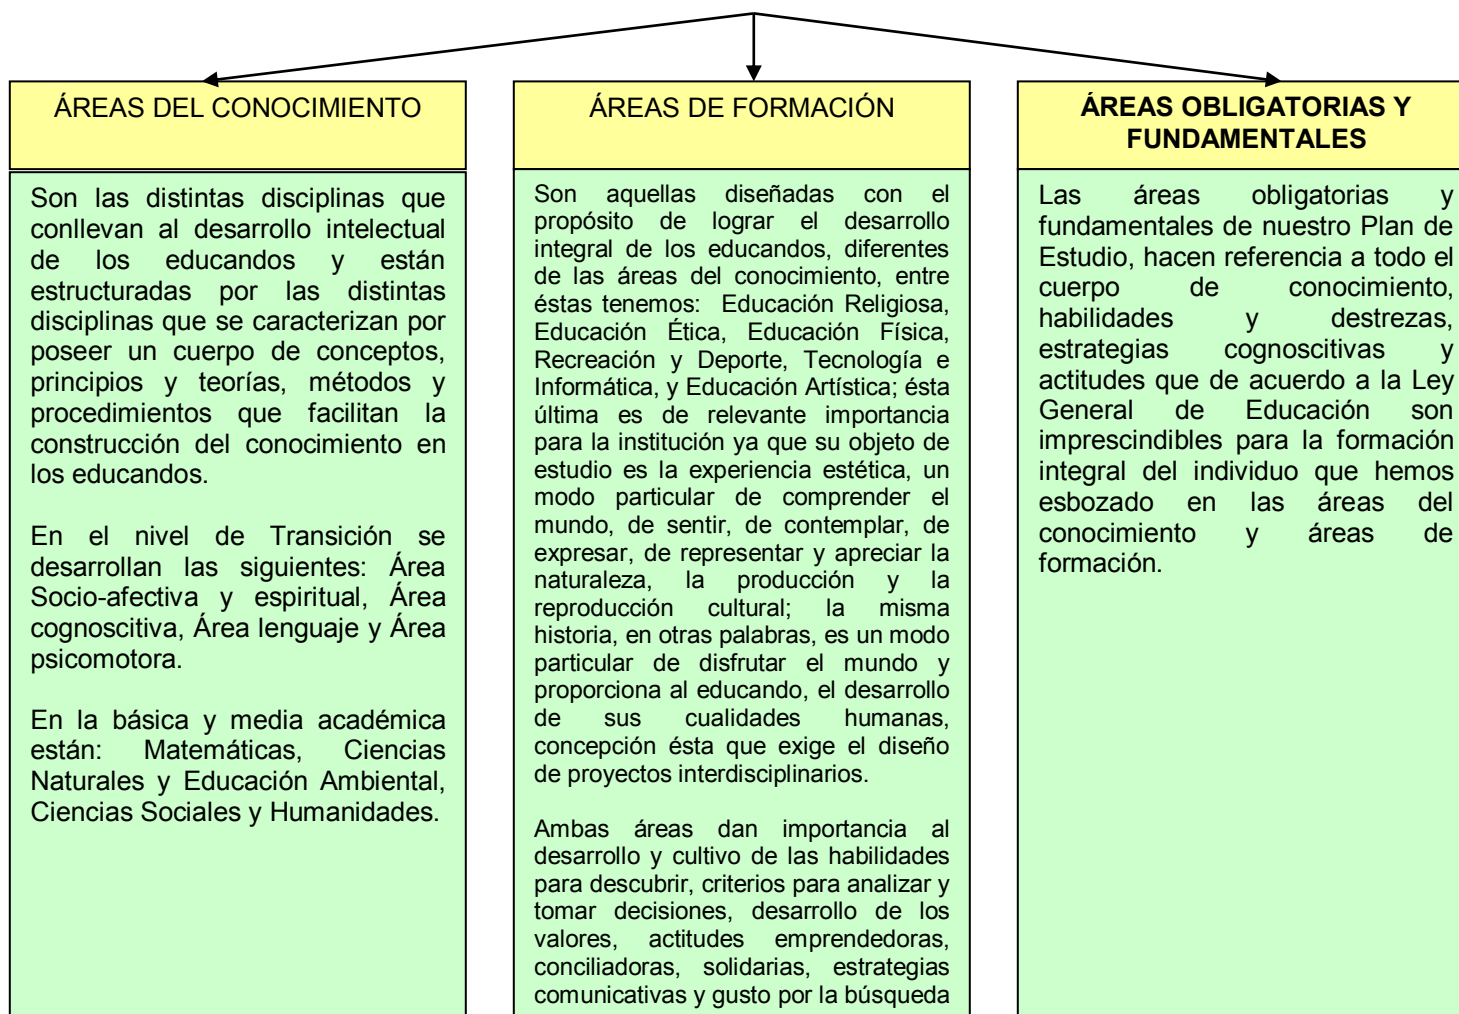 ÁREAS DEL CONOCIMIENTO
Son las distintas disciplinas que
conllevan al desarrollo intelectual
de los educandos y están
estructuradas por las distintas
disciplinas que se caracterizan por
poseer un cuerpo de conceptos,
principios y teorías, métodos y
procedimientos que facilitan la
construcción del conocimiento en
los educandos.
En el nivel de Transición se
desarrollan las siguientes: Área
Socio-afectiva y espiritual, Área
cognoscitiva, Área lenguaje y Área
psicomotora.
En la básica y media académica
están: Matemáticas, Ciencias
Naturales y Educación Ambiental,
Ciencias Sociales y Humanidades.
ÁREAS DE FORMACIÓN
Son aquellas diseñadas con el
propósito de lograr el desarrollo
integral de los educandos, diferentes
de las áreas del conocimiento, entre
éstas tenemos: Educación Religiosa,
Educación Ética, Educación Física,
Recreación y Deporte, Tecnología e
Informática, y Educación Artística; ésta
última es de relevante importancia
para la institución ya que su objeto de
estudio es la experiencia estética, un
modo particular de comprender el
mundo, de sentir, de contemplar, de
expresar, de representar y apreciar la
naturaleza, la producción y la
reproducción cultural; la misma
historia, en otras palabras, es un modo
particular de disfrutar el mundo y
proporciona al educando, el desarrollo
de sus cualidades humanas,
concepción ésta que exige el diseño
de proyectos interdisciplinarios.
Ambas áreas dan importancia al
desarrollo y cultivo de las habilidades
para descubrir, criterios para analizar y
tomar decisiones, desarrollo de los
valores, actitudes emprendedoras,
conciliadoras, solidarias, estrategias
comunicativas y gusto por la búsqueda
ÁREAS OBLIGATORIAS Y
FUNDAMENTALES
Las áreas obligatorias y
fundamentales de nuestro Plan de
Estudio, hacen referencia a todo el
cuerpo de conocimiento,
habilidades y destrezas,
estrategias cognoscitivas y
actitudes que de acuerdo a la Ley
General de Educación son
imprescindibles para la formación
integral del individuo que hemos
esbozado en las áreas del
conocimiento y áreas de
formación.